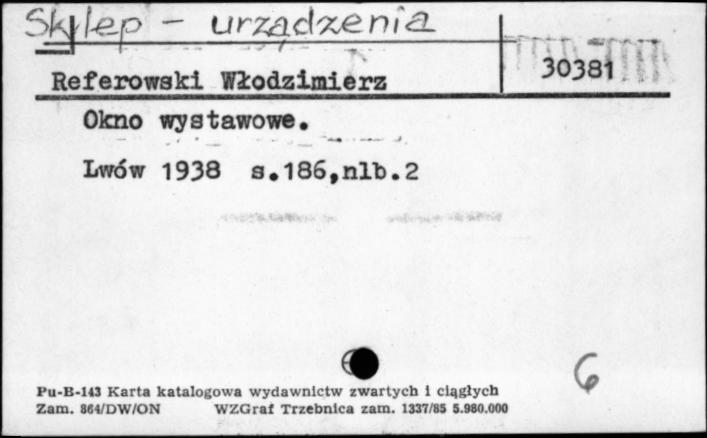 Sklep - urządzenia
30381
Referowski Włodzimierz
Okno wystawowe.
Lwów 1938 s.186,nlb.2
6
Pu-B-143 Karta katalogowa wydawnictw zwartych i ciągłych
Zam. 864/DW/ON WZGraf Trzebnica zam. 1337/85 5.980.000